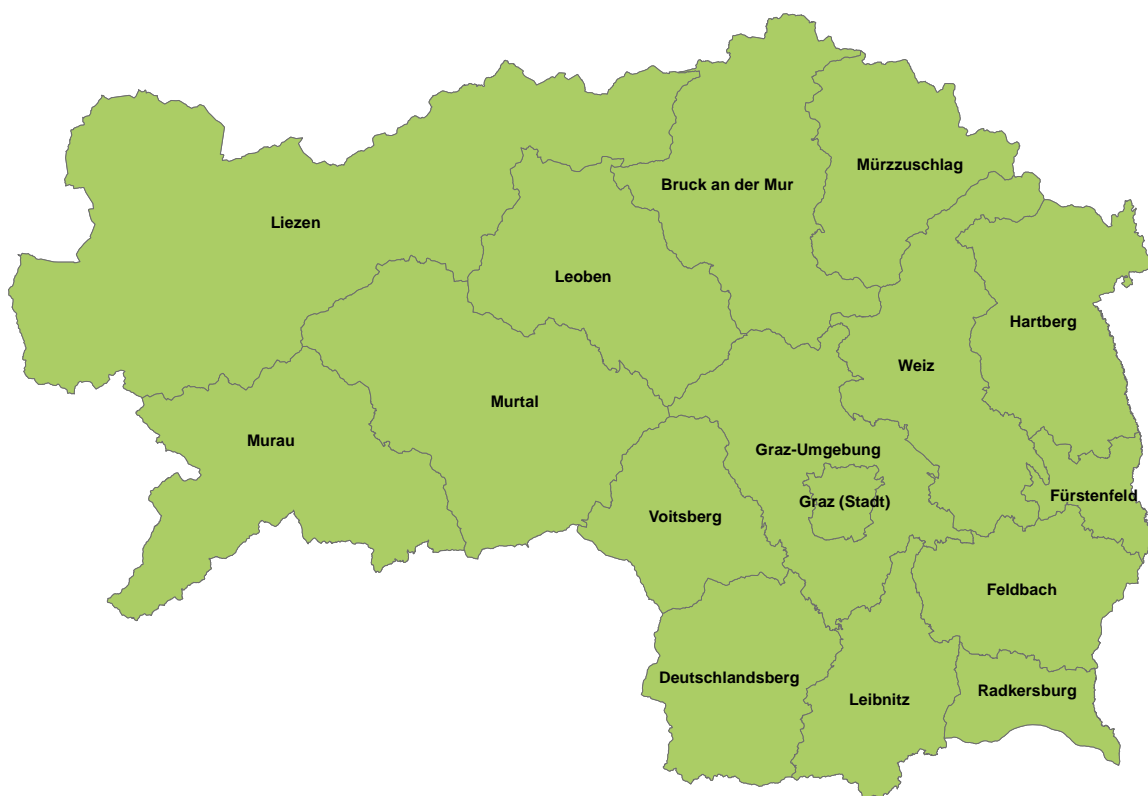 Mürzzuschlag
Bruck an der Mur
Liezen
Leoben
Hartberg
Weiz
Murtal
Murau
Graz-Umgebung
Fürstenfeld
Graz (Stadt)
Voitsberg
Feldbach
Deutschlandsberg
Radkersburg
Leibnitz